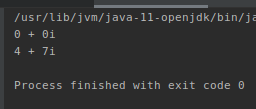 /usr/lib/jvm/java-11-openjdk/bin/ja
0 + 0i
4 + 7i
Process finished with exit code 0